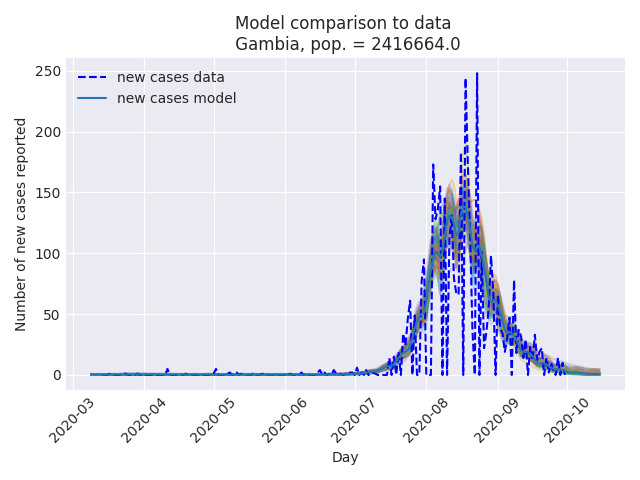 Model comparison to data
Gambia, pop. = 2416664.0
new cases data
new cases model
Number of new cases reported
250
200
150
100
50
0
2020-03
2020-04
2020-05
2020-06
2020-07
2020-08
2020-09
2020-10
Day